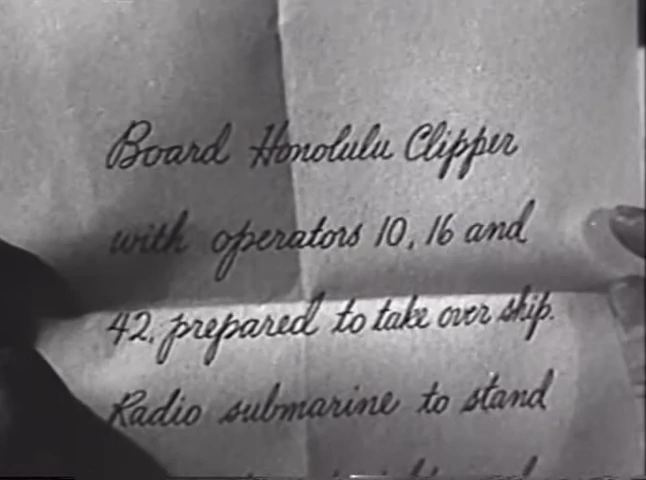 Board Honolulu Clipper
with operators 10, 16 and
42, prepared to take over ship.
Radio submarine to stand